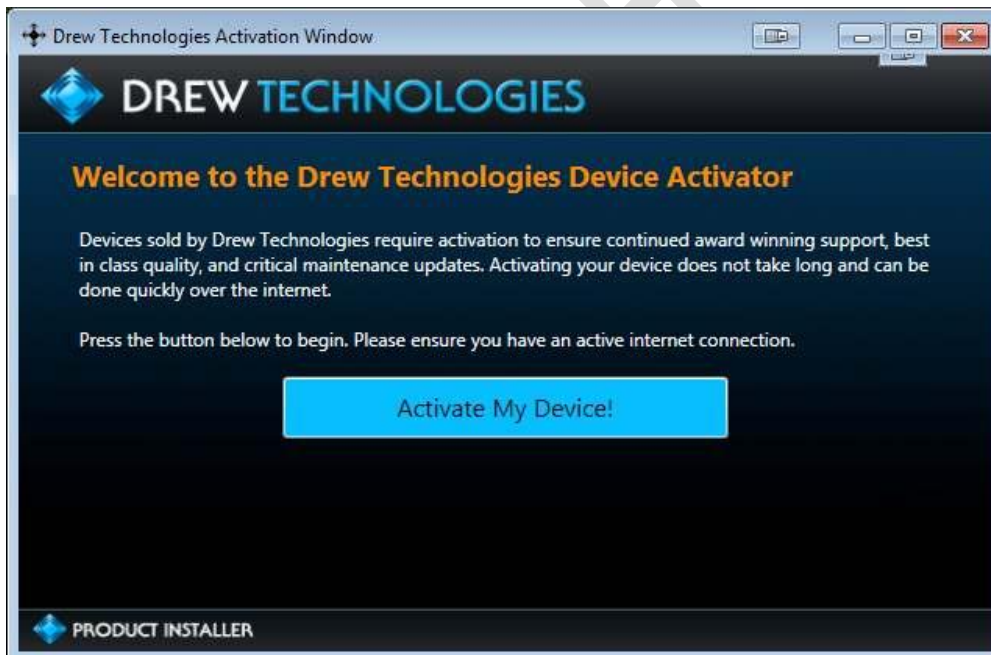 Drew Technologies Activation Window
DREW TECHNOLOGIES
Welcome to the Drew Technologies Device Activator
Devices sold by Drew Technologies require activation to ensure continued award winning support, best
in class quality, and critical maintenance updates. Activating your device does not take long and can be
done quickly over the internet.
Press the button below to begin. Please ensure you have an active internet connection.
Activate My Device!
PRODUCT INSTALLER